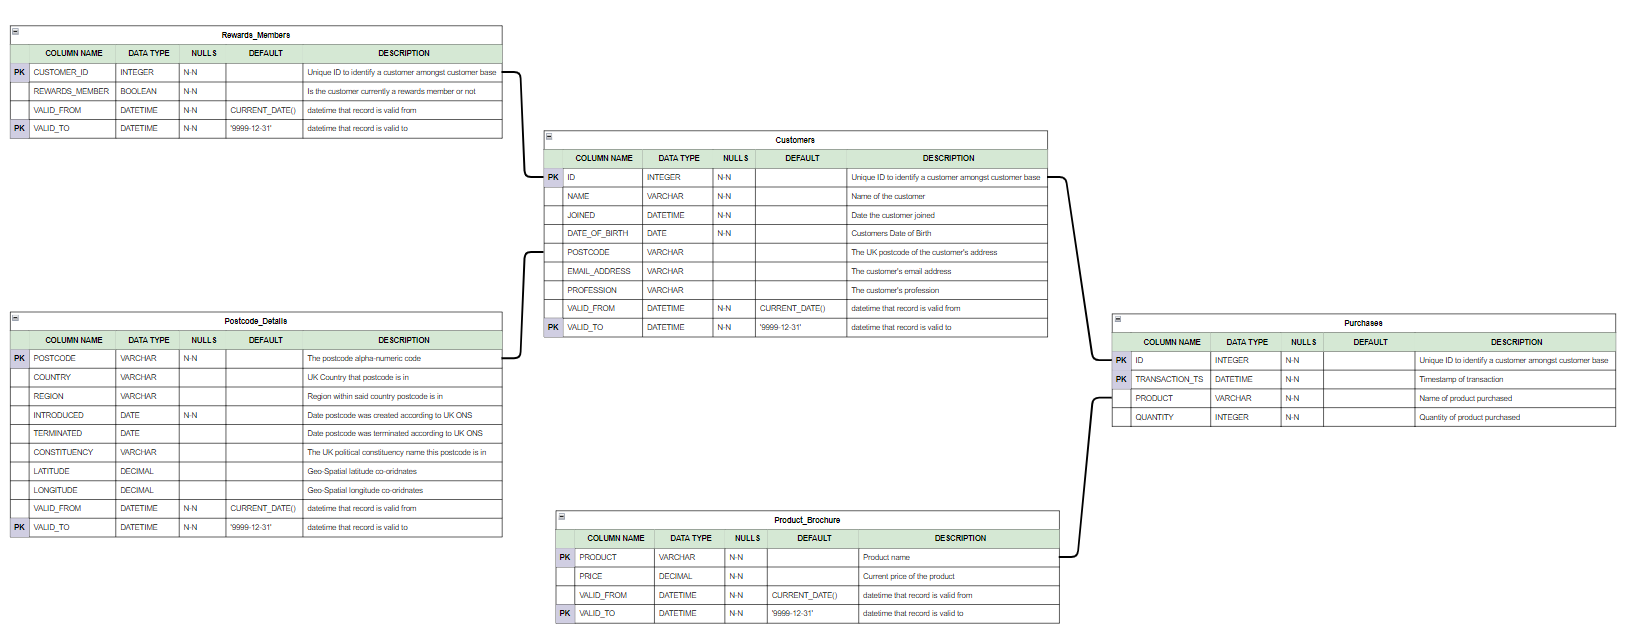 Rewards_Members
COLUMN NAME DATA TYPE NULLS DEFAULT DESCRIPTION
PK CUSTOMER_ID INTEGER N-N Unique ID to identify a customer amongst customer base
REWARDS_MEMBER BOOLEAN N-N Is the customer currently a rewards member or not
VALID_FROM DATETIME N-N CURRENT_DATE() datetime that record is valid from
PK VALID_TO DATETIME N-N '9999-12-31' datetime that record is valid to
Customers
COLUMN NAME DATA TYPE NULLS DEFAULT DESCRIPTION
PK ID INTEGER N-N Unique ID to identify a customer amongst customer base
NAME VARCHAR N-N Name of the customer
JOINED DATETIME N-N Date the customer joined
DATE_OF_BIRTH DATE N-N Customers Date of Birth
POSTCODE VARCHAR The UK postcode of the customer's address
EMAIL_ADDRESS VARCHAR The customer's email address
PROFESSION VARCHAR The customer's profession
VALID_FROM DATETIME N-N CURRENT_DATE() datetime that record is valid from
PK VALID_TO DATETIME N-N '9999-12-31' datetime that record is valid to
Postcode_Details
COLUMN NAME DATA TYPE NULLS DEFAULT DESCRIPTION
PK POSTCODE VARCHAR N-N The postcode alpha-numeric code
COUNTRY VARCHAR UK Country that postcode is in
REGION VARCHAR Region within said country postcode is in
INTRODUCED DATE N-N Date postcode was created according to UK ONS
TERMINATED DATE Date postcode was terminated according to UK ONS
CONSTITUENCY VARCHAR The UK political constituency name this postcode is in
LATITUDE DECIMAL Geo-Spatial latitude co-oridnates
LONGITUDE DECIMAL Geo-Spatial longitude co-oridnates
VALID_FROM DATETIME N-N CURRENT_DATE() datetime that record is valid from
PK VALID_TO DATETIME N-N '9999-12-31' datetime that record is valid to
Purchases
COLUMN NAME DATA TYPE NULLS DEFAULT DESCRIPTION
PK ID INTEGER N-N Unique ID to identify a customer amongst customer base
PK TRANSACTION_TS DATETIME N-N Timestamp of transaction
PRODUCT VARCHAR N-N Name of product purchased
QUANTITY INTEGER N-N Quantity of product purchased
Product_Brochure
COLUMN NAME DATA TYPE NULLS DEFAULT DESCRIPTION
PK PRODUCT VARCHAR N-N Product name
PRICE DECIMAL N-N Current price of the product
VALID_FROM DATETIME N-N CURRENT_DATE() datetime that record is valid from
PK VALID_TO DATETIME N-N '9999-12-31' datetime that record is valid to